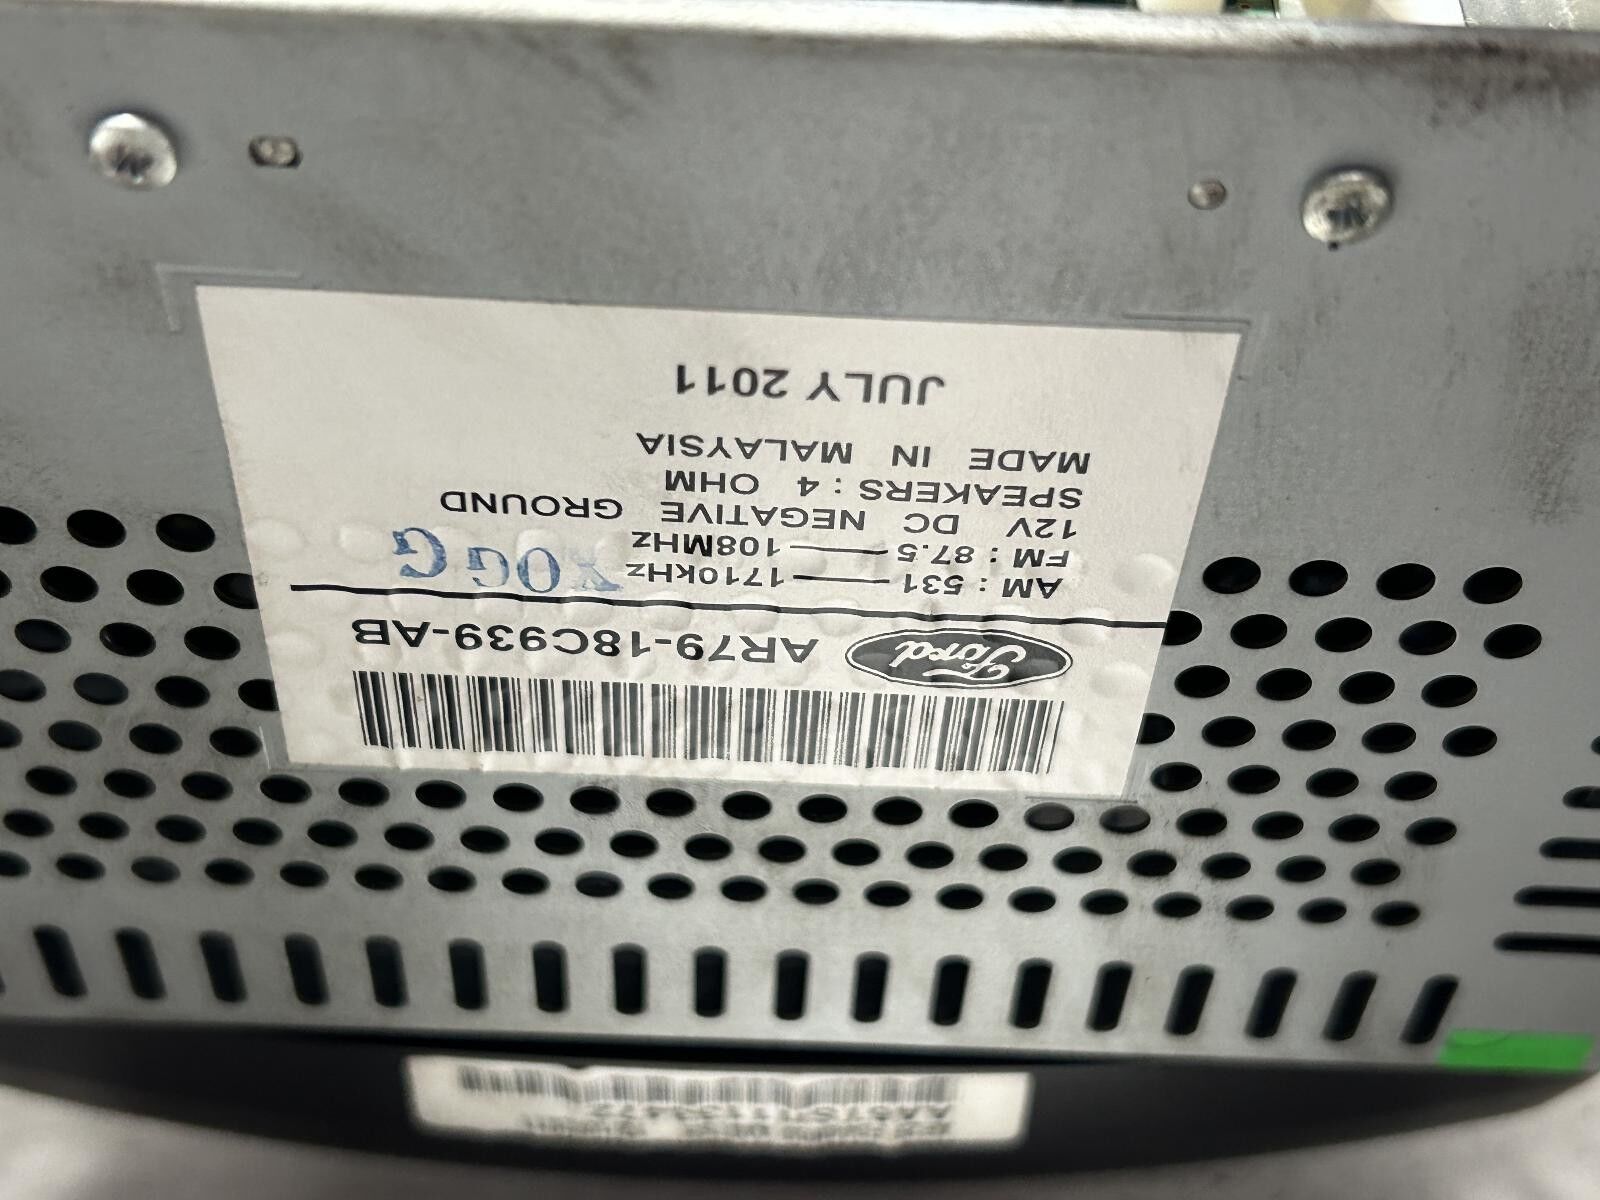 Ford AR79-18C939-AB
AM : 531 —— 1710kHz
FM : 87.5 —— 108MHz
12V DC NEGATIVE GROUND
SPEAKERS : 4 OHM
MADE IN MALAYSIA
JULY 2011